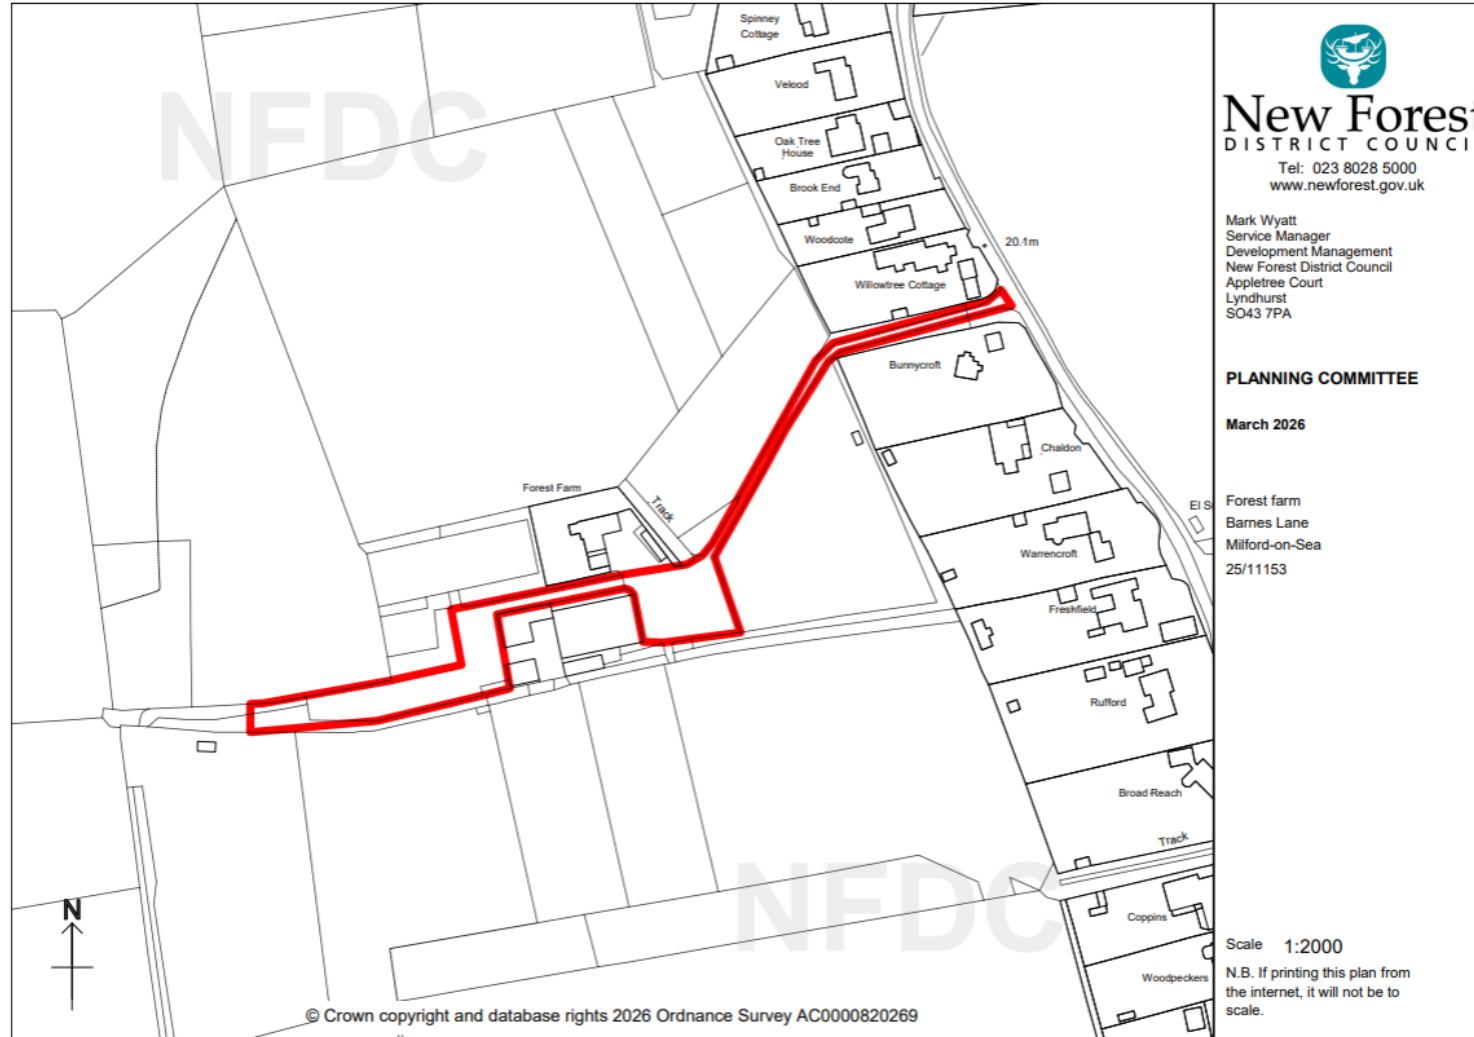 Spinney
Cottage
Velood
Oak Tree
House
Brook End
Woodcote
Willowtree Cottage
20.1m
Bunnycroft
Chaldon
El S
Warrencroft
Freshfield
Rufford
Broad Reach
Track
Coppins
Woodpeckers
Forest Farm
Track
NFDC
NFDC
N
© Crown copyright and database rights 2026 Ordnance Survey AC0000820269
New Forest
DISTRICT COUNCI
Tel: 023 8028 5000
www.newforest.gov.uk
Mark Wyatt
Service Manager
Development Management
New Forest District Council
Appletree Court
Lyndhurst
SO43 7PA
PLANNING COMMITTEE
March 2026
Forest farm
Barnes Lane
Milford-on-Sea
25/11153
Scale 1:2000
N.B. If printing this plan from
the internet, it will not be to
scale.